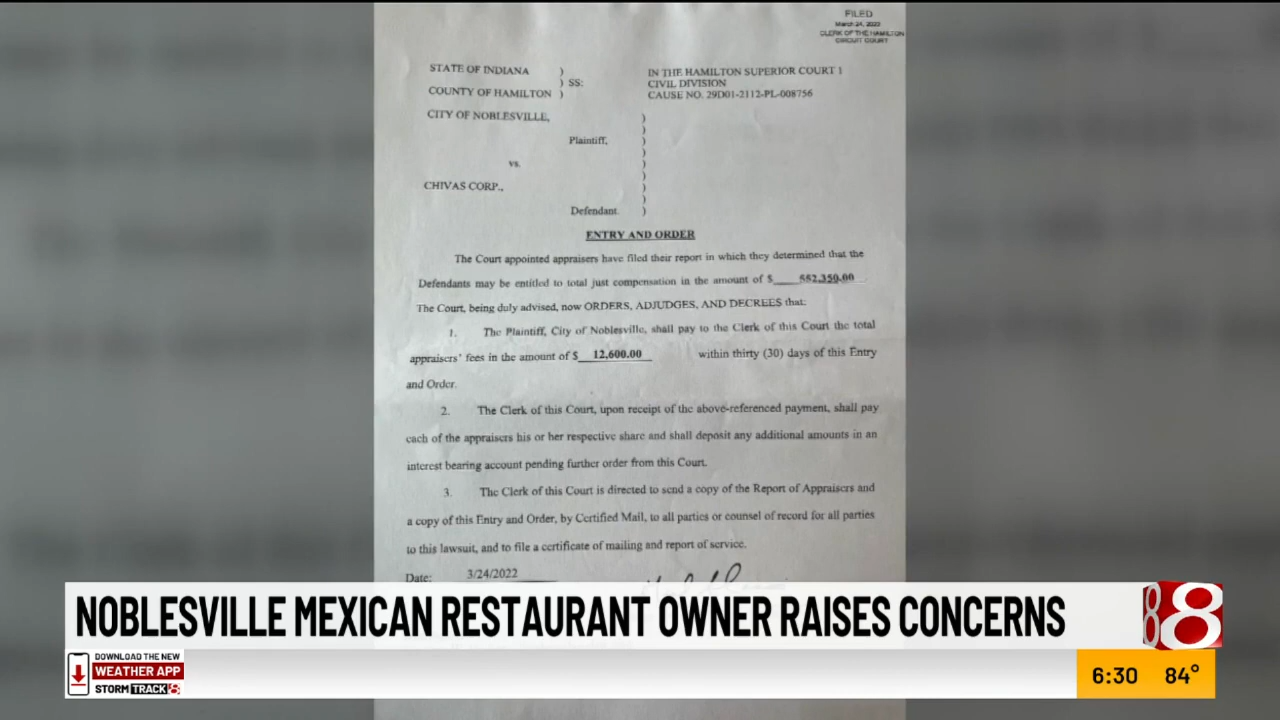 FILED
March 24, 2022
CLERK OF THE HAMILTON
CIRCUIT COURT
STATE OF INDIANA )
) SS:
COUNTY OF HAMILTON )
IN THE HAMILTON SUPERIOR COURT 1
CIVIL DIVISION
CAUSE NO. 29D01-2112-PL-008756
CITY OF NOBLESVILLE, )
)
Plaintiff, )
)
vs. )
)
CHIVAS CORP., )
)
Defendant. )
ENTRY AND ORDER
The Court appointed appraisers have filed their report in which they determined that the
Defendants may be entitled to total just compensation in the amount of $
The Court, being duly advised, now ORDERS, ADJUDGES, AND DECREES that:
1. The Plaintiff, City of Noblesville, shall pay to the Clerk of this Court the total
appraisers' fees in the amount of $ 12,600.00 within thirty (30) days of this Entry
and Order.
2. The Clerk of this Court, upon receipt of the above-referenced payment, shall pay
each of the appraisers his or her respective share and shall deposit any additional amounts in an
interest bearing account pending further order from this Court.
3. The Clerk of this Court is directed to send a copy of the Report of Appraisers and
a copy of this Entry and Order, by Certified Mail, to all parties or counsel of record for all parties
to this lawsuit, and to file a certificate of mailing and report of service.
Date: 3/24/2022
NOBLESVILLE MEXICAN RESTAURANT OWNER RAISES CONCERNS
8
DOWNLOAD THE NEW
WEATHER APP
STORM TRACK 8
6:30 84°